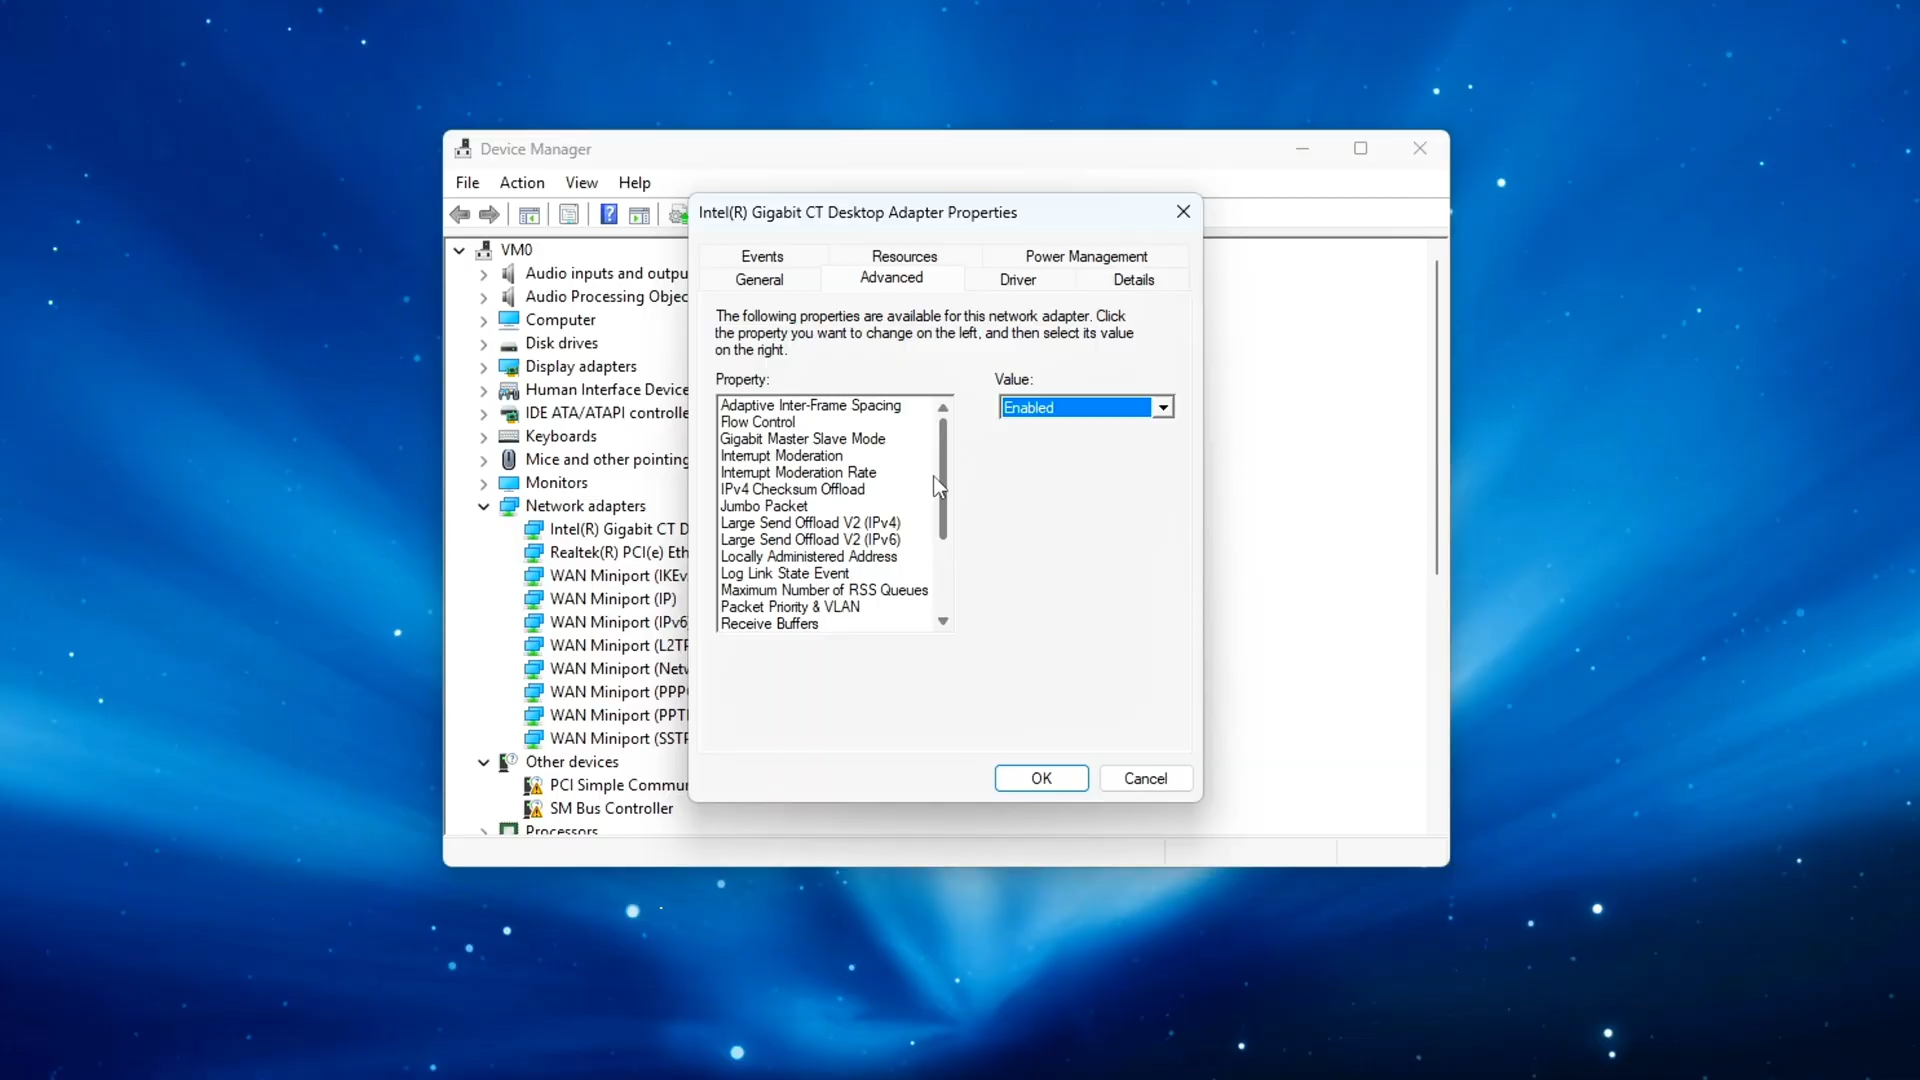 Device Manager
File Action View Help
VM0
Audio inputs and outpu
Audio Processing Objec
Computer
Disk drives
Display adapters
Human Interface Device
IDE ATA/ATAPI controlle
Keyboards
Mice and other pointing
Monitors
Network adapters
Intel(R) Gigabit CT D
Realtek(R) PCI(e) Eth
WAN Miniport (IKEv
WAN Miniport (IP)
WAN Miniport (IPv6
WAN Miniport (L2TP
WAN Miniport (Netw
WAN Miniport (PPPO
WAN Miniport (PPTP
WAN Miniport (SSTP
Other devices
PCI Simple Commun
SM Bus Controller
Processors
Intel(R) Gigabit CT Desktop Adapter Properties
Events Resources Power Management
General Advanced Driver Details
The following properties are available for this network adapter. Click
the property you want to change on the left, and then select its value
on the right.
Property:
Adaptive Inter-Frame Spacing
Flow Control
Gigabit Master Slave Mode
Interrupt Moderation
Interrupt Moderation Rate
IPv4 Checksum Offload
Jumbo Packet
Large Send Offload V2 (IPv4)
Large Send Offload V2 (IPv6)
Locally Administered Address
Log Link State Event
Maximum Number of RSS Queues
Packet Priority & VLAN
Receive Buffers
Value:
Enabled
OK Cancel